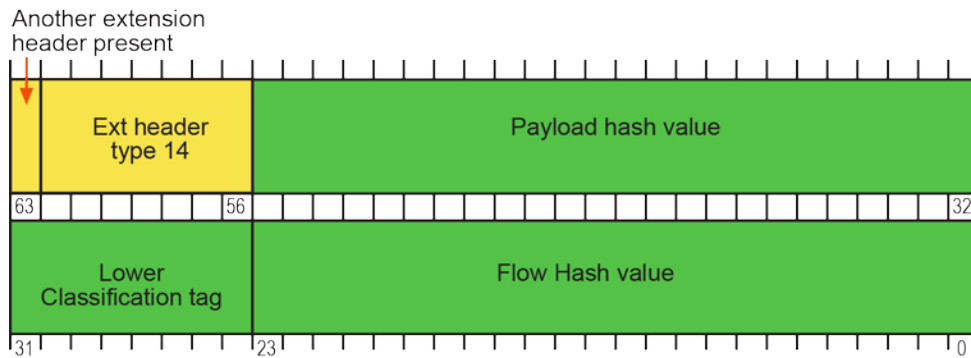 Another extension
header present
Ext header
type 14
Payload hash value
63
56
32
Lower
Classification tag
Flow Hash value
31
23
0